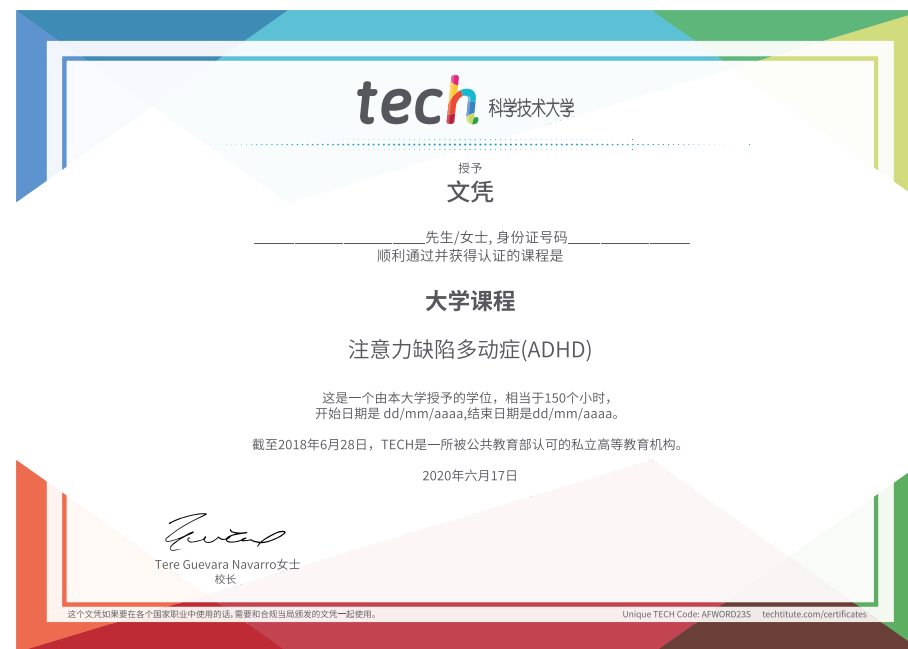 tech 科学技术大学
授予
文凭
______________________先生/女士, 身份证号码________________
顺利通过并获得认证的课程是
大学课程
注意力缺陷多动症(ADHD)
这是一个由本大学授予的学位，相当于150个小时，
开始日期是 dd/mm/aaaa,结束日期是dd/mm/aaaa。
截至2018年6月28日，TECH是一所被公共教育部认可的私立高等教育机构。
2020年六月17日
Tere Guevara Navarro女士
校长
这个文凭如果要在各个国家职业中使用的话,需要和合规当局颁发的文凭一起使用。
Unique TECH Code: AFWORD23S techtitute.com/certificates